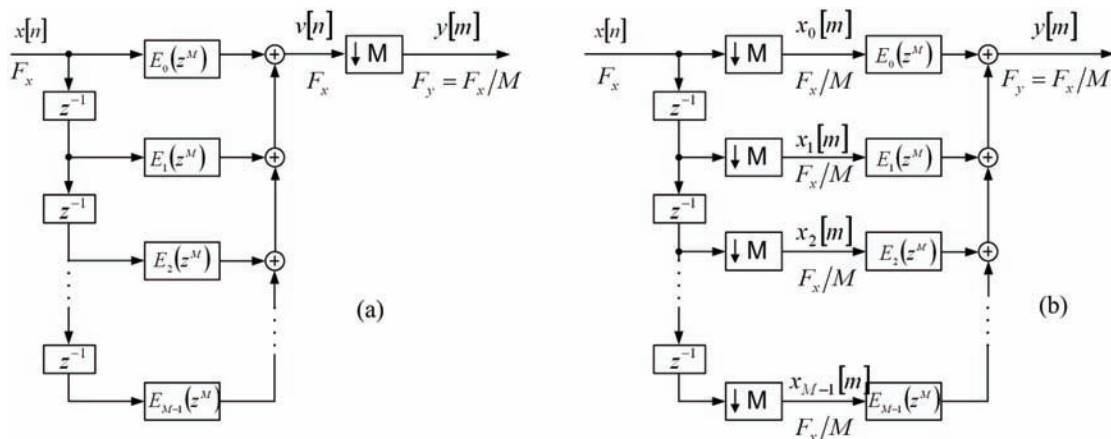 x[n]
F_x
E_0(z^M)
v[n]
F_x
↓ M
y[m]
F_y = F_x/M
z^{-1}
E_1(z^M)
z^{-1}
E_2(z^M)
z^{-1}
E_{M-1}(z^M)
(a)
x[n]
F_x
↓ M
x_0[m]
F_x/M
E_0(z^M)
y[m]
F_y = F_x/M
z^{-1}
↓ M
x_1[m]
F_x/M
E_1(z^M)
z^{-1}
↓ M
x_2[m]
F_x/M
E_2(z^M)
z^{-1}
↓ M
x_{M-1}[m]
F_x/M
E_{M-1}(z^M)
(b)